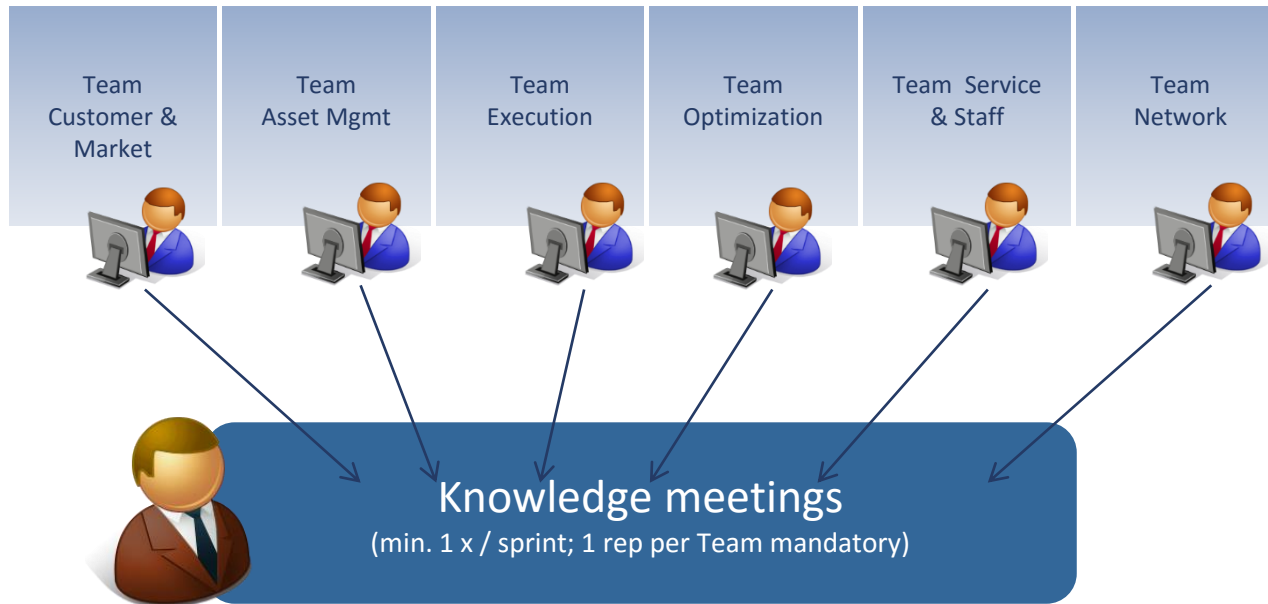 Team
Customer &
Market
Team
Asset Mgmt
Team
Execution
Team
Optimization
Team  Service
& Staff
Team
Network
Knowledge meetings
(min. 1 x / sprint; 1 rep per Team mandatory)